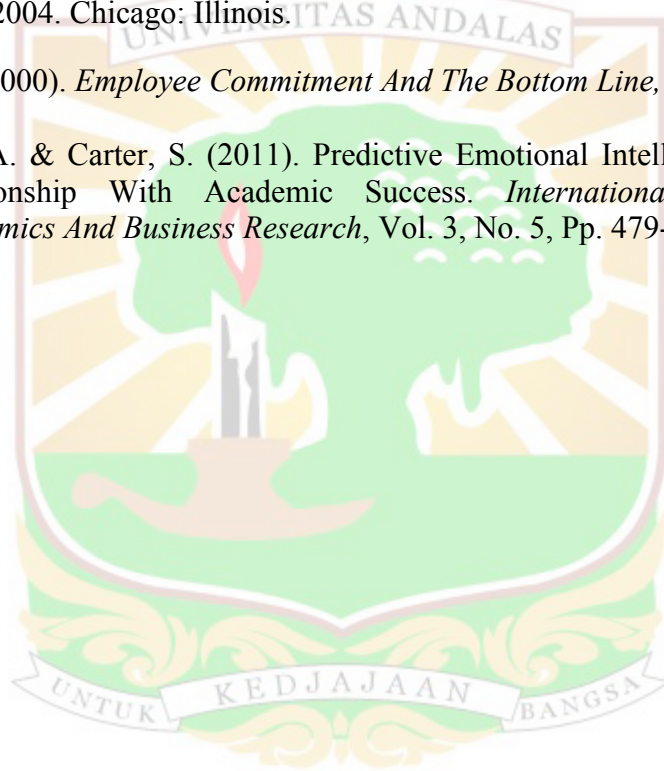 2004. Chicago: Illinois.
UNIVERSITAS ANDALAS
000). Employee Commitment And The Bottom Line,
A. & Carter, S. (2011). Predictive Emotional Intell
onship With Academic Success. Internationa
mics And Business Research, Vol. 3, No. 5, Pp. 479-
UNTUK KEDJAJAAN BANGSA